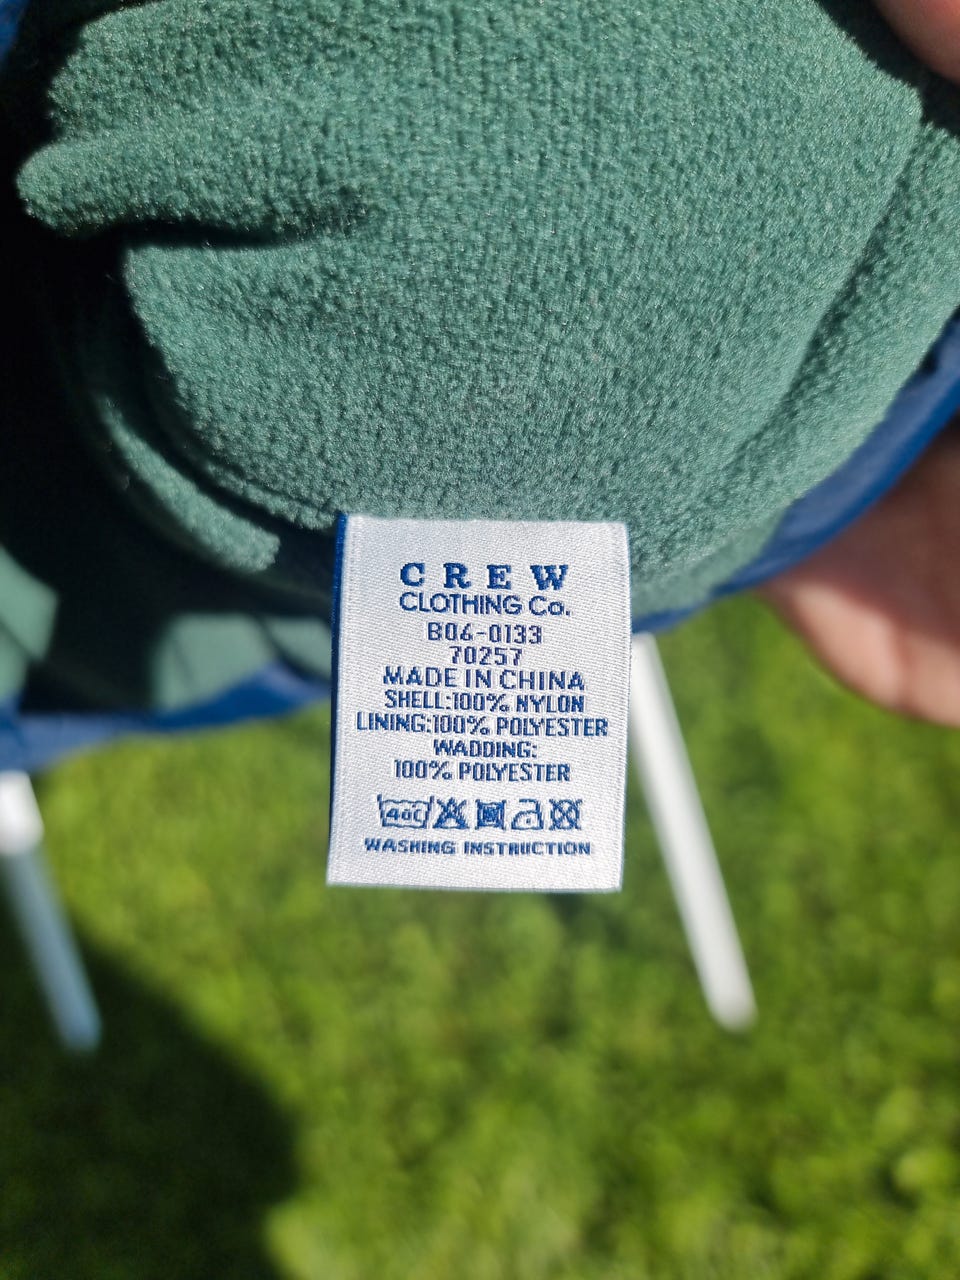 CREW
CLOTHING Co.
B06-0133
70257
MADE IN CHINA
SHELL:100% NYLON
LINING:100% POLYESTER
WADDING:
100% POLYESTER
40C
WASHING INSTRUCTION